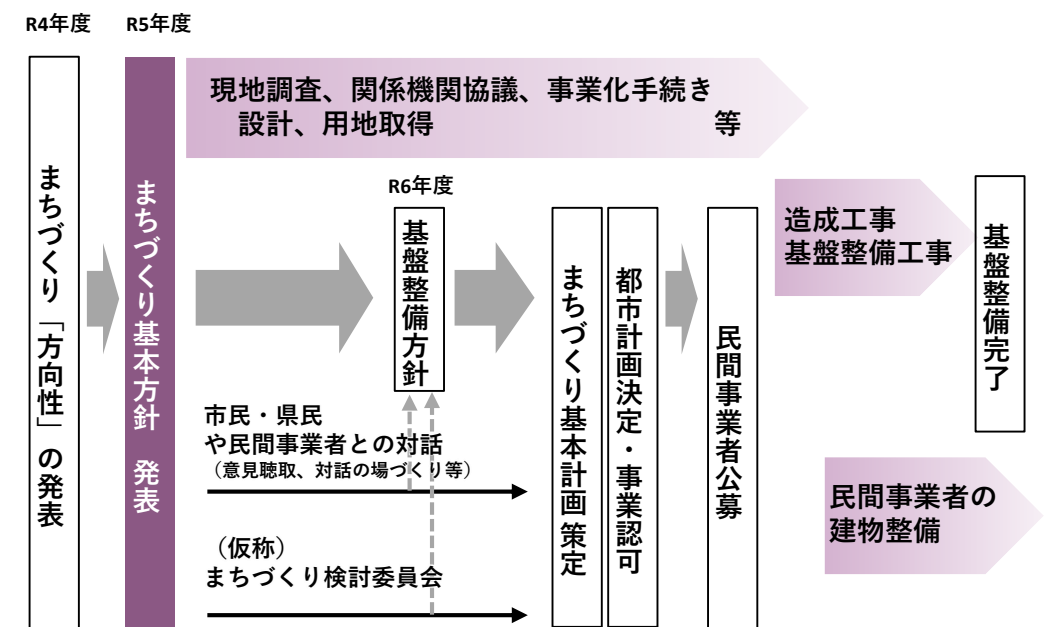 R4年度
R5年度
まちづくり「方向性」の発表
まちづくり基本方針 発表
現地調査、関係機関協議、事業化手続き
設計、用地取得 等
R6年度
基盤整備方針
市民・県民
や民間事業者との対話
（意見聴取、対話の場づくり等）
（仮称）
まちづくり検討委員会
まちづくり基本計画 策定
都市計画決定・事業認可
民間事業者公募
造成工事
基盤整備工事
基盤整備完了
民間事業者の
建物整備